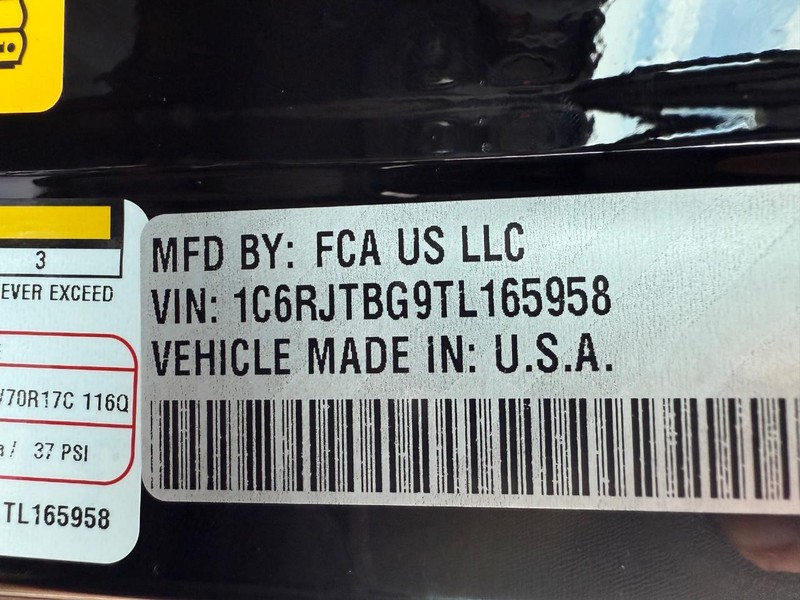 3
EVER EXCEED
/70R17C 116Q
/ 37 PSI
TL165958
MFD BY: FCA US LLC
VIN: 1C6RJTBG9TL165958
VEHICLE MADE IN: U.S.A.